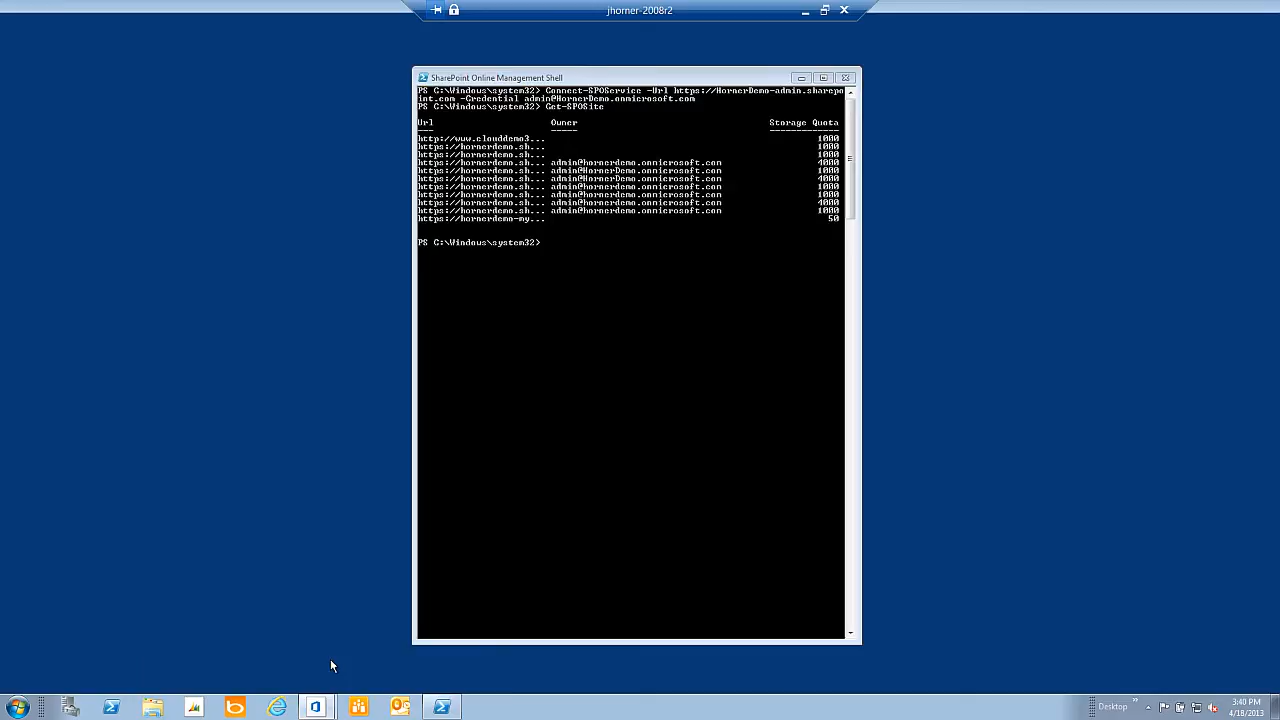 jhorner-2008r2
SharePoint Online Management Shell
PS C:\Windows\system32> Connect-SPOService -Url https://HornerDemo-admin.sharepo
int.com -Credential admin@HornerDemo.onmicrosoft.com
PS C:\Windows\system32> Get-SPOSite
Url Owner Storage Quota
--- ----- -------------
http://www.clouddemo3... 1000
https://hornerdemo.sh... 1000
https://hornerdemo.sh... 1000
https://hornerdemo.sh... admin@hornerdemo.onmicrosoft.com 4000
https://hornerdemo.sh... admin@HornerDemo.onmicrosoft.com 1000
https://hornerdemo.sh... admin@hornerdemo.onmicrosoft.com 4000
https://hornerdemo.sh... admin@hornerdemo.onmicrosoft.com 1000
https://hornerdemo.sh... admin@hornerdemo.onmicrosoft.com 1000
https://hornerdemo.sh... admin@hornerdemo.onmicrosoft.com 4000
https://hornerdemo.sh... admin@hornerdemo.onmicrosoft.com 1000
https://hornerdemo-my... 50
PS C:\Windows\system32>
Desktop
3:40 PM
4/18/2013